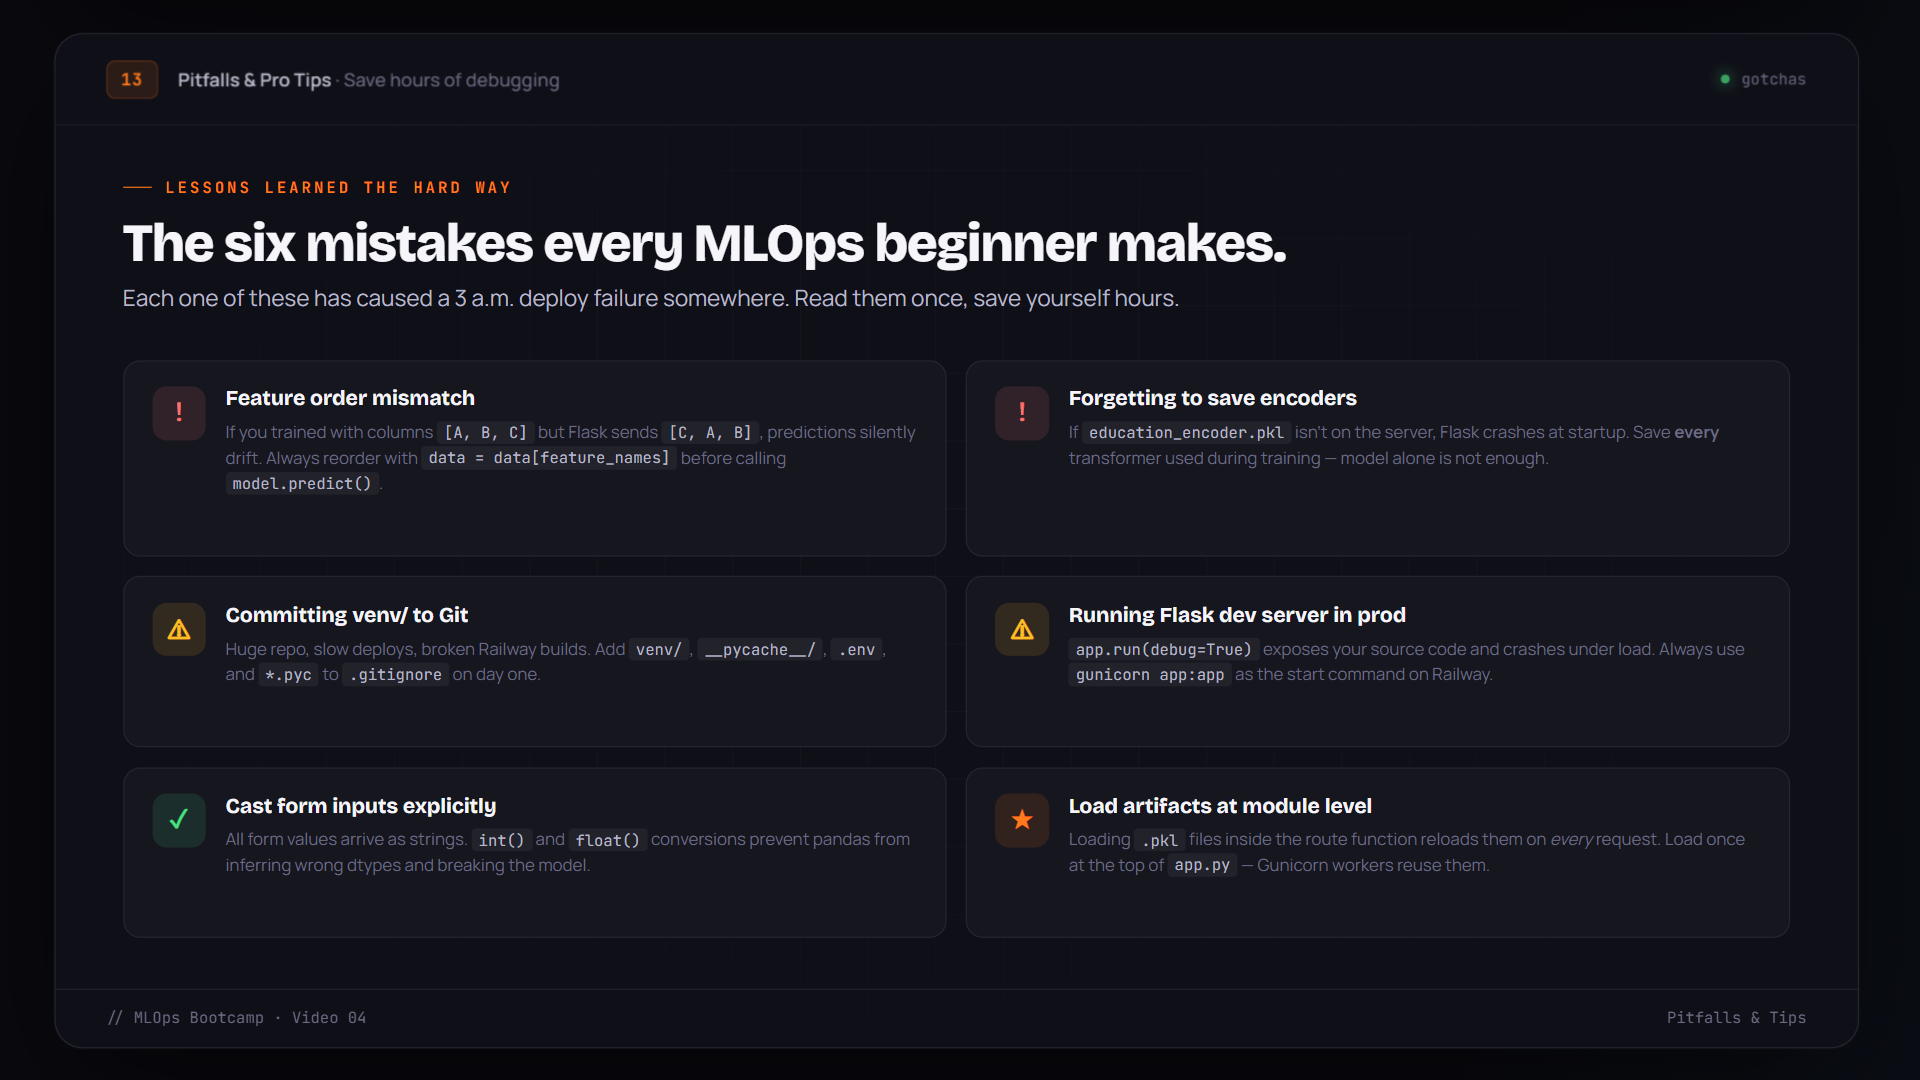 13 Pitfalls & Pro Tips · Save hours of debugging
gotchas
LESSONS LEARNED THE HARD WAY
The six mistakes every MLOps beginner makes.
Each one of these has caused a 3 a.m. deploy failure somewhere. Read them once, save yourself hours.
! Feature order mismatch
If you trained with columns [A, B, C] but Flask sends [C, A, B], predictions silently
drift. Always reorder with data = data[feature_names] before calling
model.predict().
! Forgetting to save encoders
If education_encoder.pkl isn't on the server, Flask crashes at startup. Save every
transformer used during training — model alone is not enough.
⚠ Committing venv/ to Git
Huge repo, slow deploys, broken Railway builds. Add venv/, __pycache__/, .env,
and *.pyc to .gitignore on day one.
⚠ Running Flask dev server in prod
app.run(debug=True) exposes your source code and crashes under load. Always use
gunicorn app:app as the start command on Railway.
✓ Cast form inputs explicitly
All form values arrive as strings. int() and float() conversions prevent pandas from
inferring wrong dtypes and breaking the model.
★ Load artifacts at module level
Loading .pkl files inside the route function reloads them on every request. Load once
at the top of app.py — Gunicorn workers reuse them.
// MLOps Bootcamp · Video 04
Pitfalls & Tips